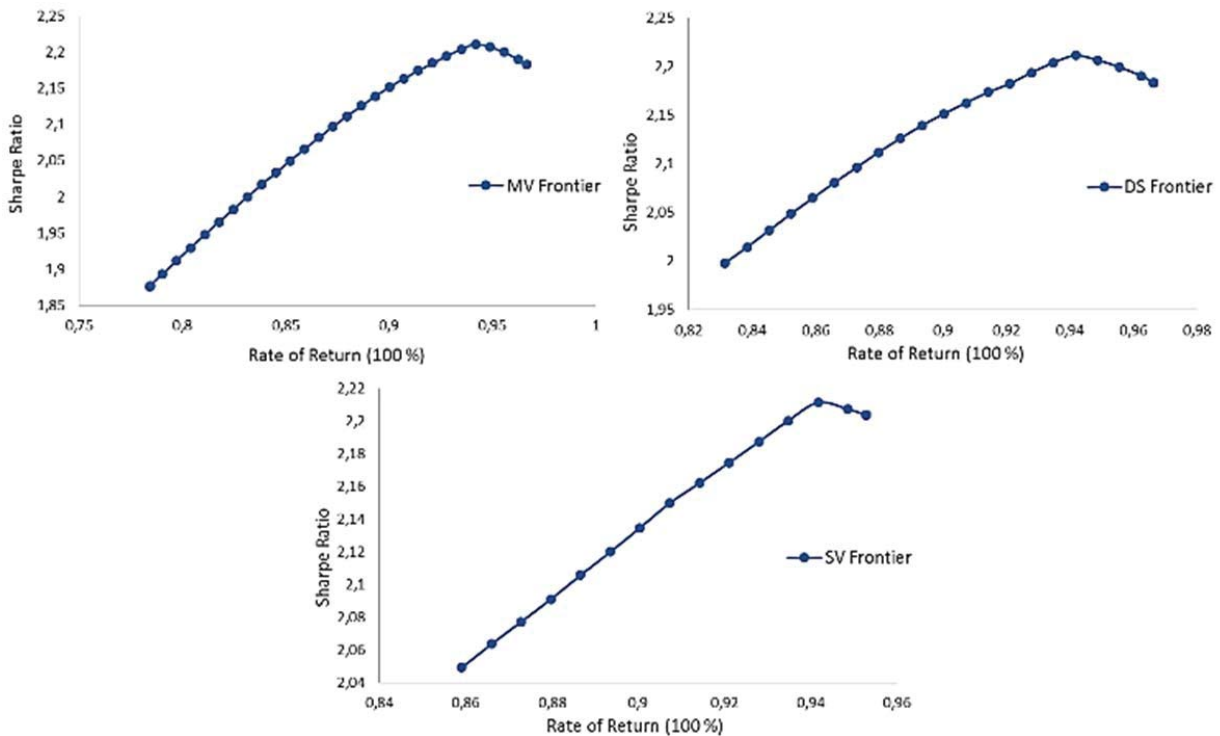 2,25
2,2
2,15
2,1
2,05
2
1,95
1,9
1,85
Sharpe Ratio
MV Frontier
0,75 0,8 0,85 0,9 0,95 1
Rate of Return (100 %)
2,25
2,2
2,15
2,1
2,05
2
1,95
Sharpe Ratio
DS Frontier
0,82 0,84 0,86 0,88 0,9 0,92 0,94 0,96 0,98
Rate of Return (100 %)
2,22
2,2
2,18
2,16
2,14
2,12
2,1
2,08
2,06
2,04
Sharpe Ratio
SV Frontier
0,84 0,86 0,88 0,9 0,92 0,94 0,96
Rate of Return (100 %)